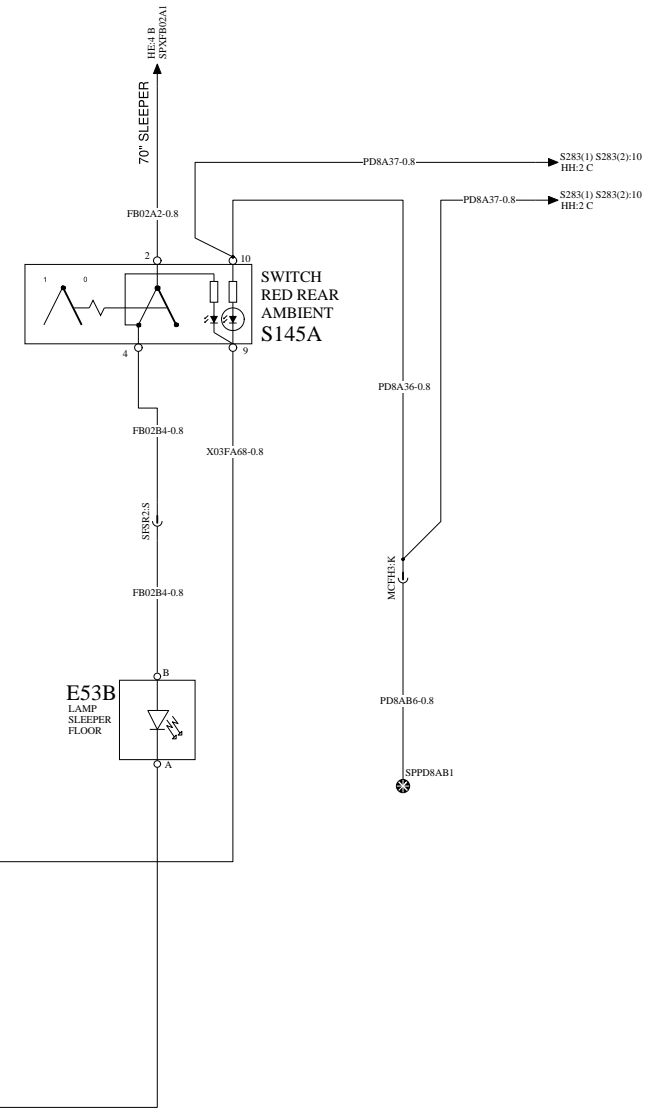 HE:4 B
SPXFB02A1
70" SLEEPER
PD8A37-0.8
S283(1) S283(2):10
HH:2 C
PD8A37-0.8
S283(1) S283(2):10
HH:2 C
FB02A2-0.8
2
10
1
0
SWITCH
RED REAR
AMBIENT
S145A
4
9
PD8A36-0.8
FB02B4-0.8
X03FA68-0.8
SFSR2:S
MCFH3:K
FB02B4-0.8
B
E53B
LAMP
SLEEPER
FLOOR
PD8AB6-0.8
A
SPPD8AB1